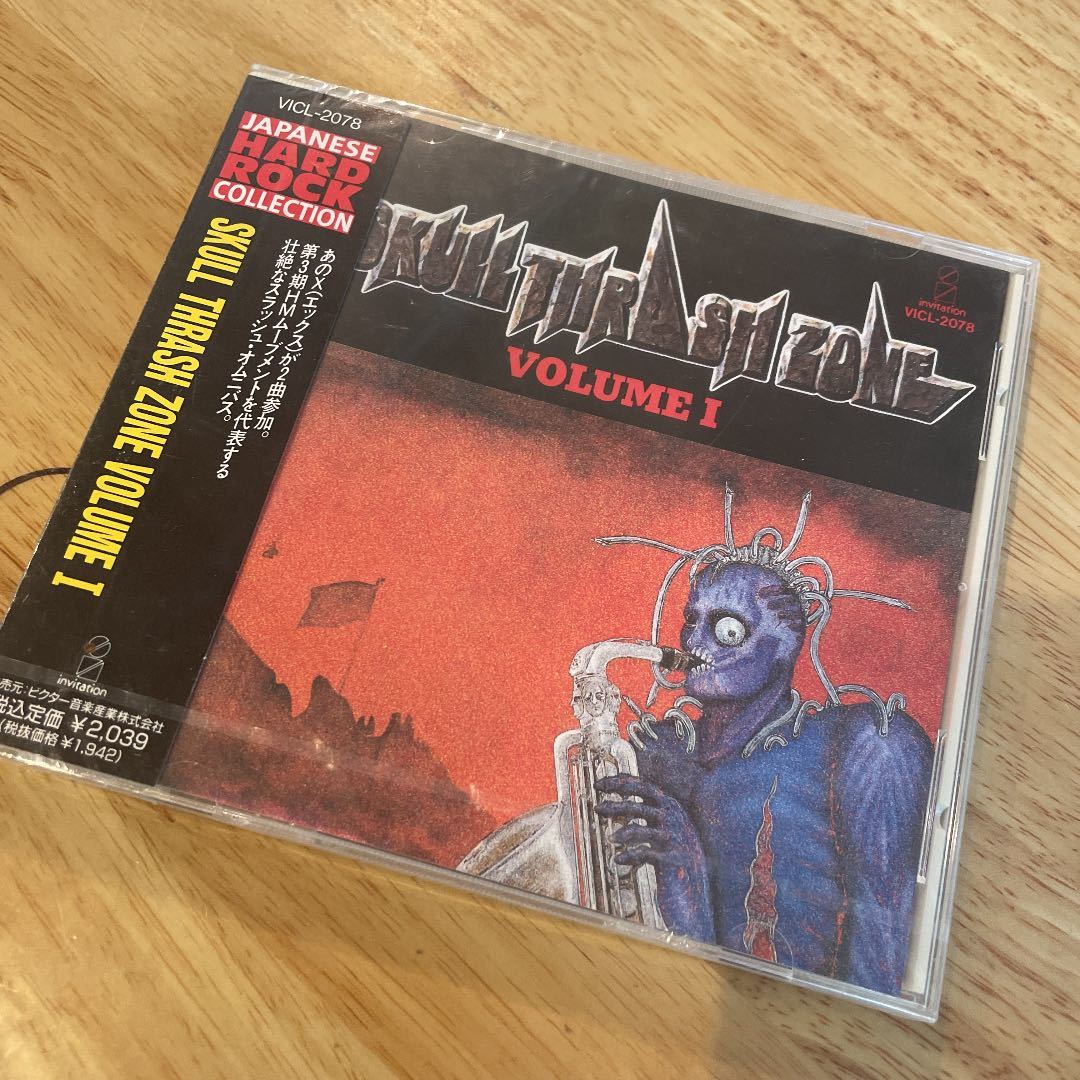 VICL-2078
JAPANESE
HARD
ROCK
COLLECTION
SKULL THRASH ZONE VOLUME I
あのX(エックス)が2曲参加。
第3期HMムーブメントを代表する
壮絶なスラッシュ・オムニバス。
invitation
売元:ビクター音楽産業株式会社
税込定価 ¥2,039
(税抜価格¥1,942)
SKULL THRASH ZONE
VOLUME I
invitation
VICL-2078